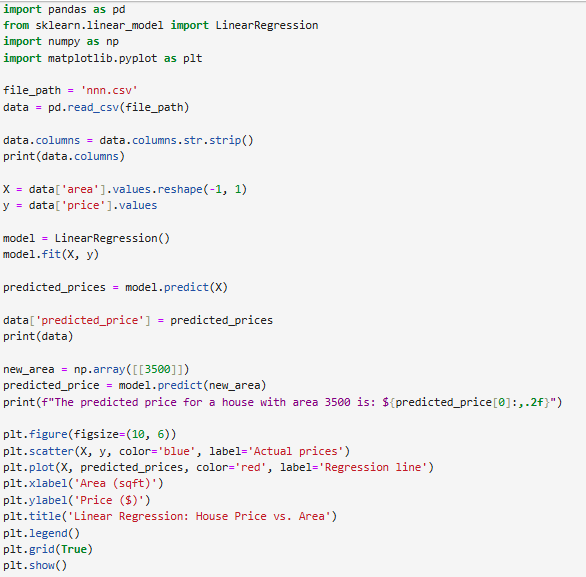 import pandas as pd
from sklearn.linear_model import LinearRegression
import numpy as np
import matplotlib.pyplot as plt

file_path = 'nnn.csv'
data = pd.read_csv(file_path)

data.columns = data.columns.str.strip()
print(data.columns)

X = data['area'].values.reshape(-1, 1)
y = data['price'].values

model = LinearRegression()
model.fit(X, y)

predicted_prices = model.predict(X)

data['predicted_price'] = predicted_prices
print(data)

new_area = np.array([[3500]])
predicted_price = model.predict(new_area)
print(f"The predicted price for a house with area 3500 is: ${predicted_price[0]:,.2f}")

plt.figure(figsize=(10, 6))
plt.scatter(X, y, color='blue', label='Actual prices')
plt.plot(X, predicted_prices, color='red', label='Regression line')
plt.xlabel('Area (sqft)')
plt.ylabel('Price ($)')
plt.title('Linear Regression: House Price vs. Area')
plt.legend()
plt.grid(True)
plt.show()